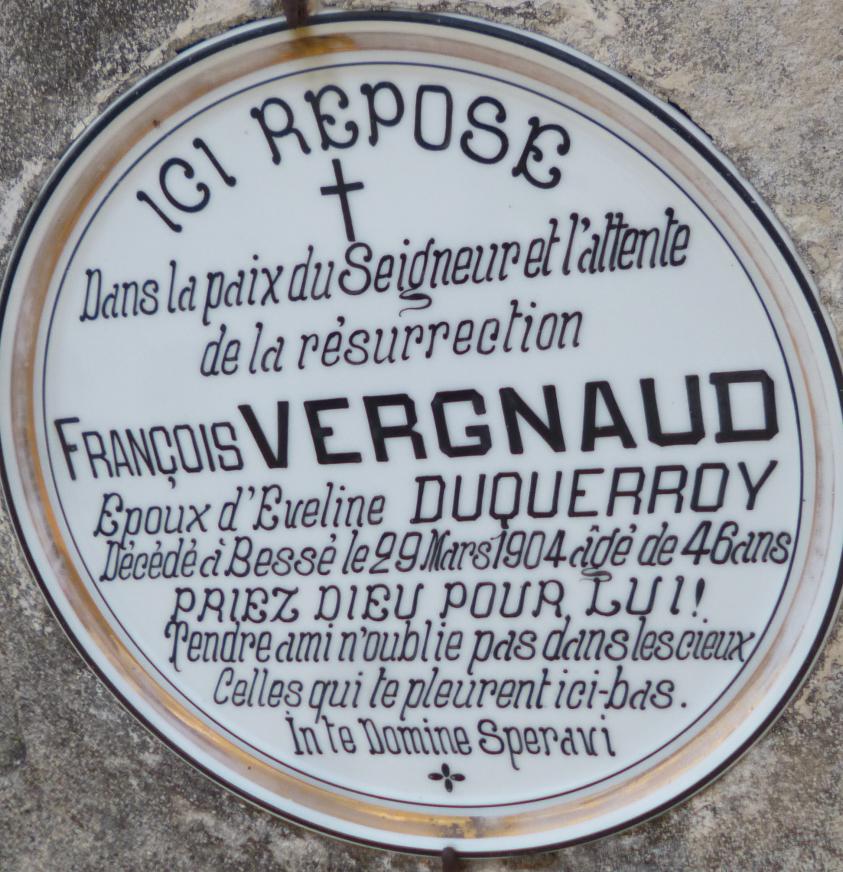 ICI REPOSE
Dans la paix du Seigneur et l'attente
de la résurrection
FRANÇOIS VERGNAUD
Epoux d'Eveline DUQUERROY
Décédé à Bessé le 29 Mars 1904 âgé de 46 ans
PRIEZ DIEU POUR LUI!
Tendre ami n'oublie pas dans les cieux
Celles qui te pleurent ici-bas.
In te Domine Speravi